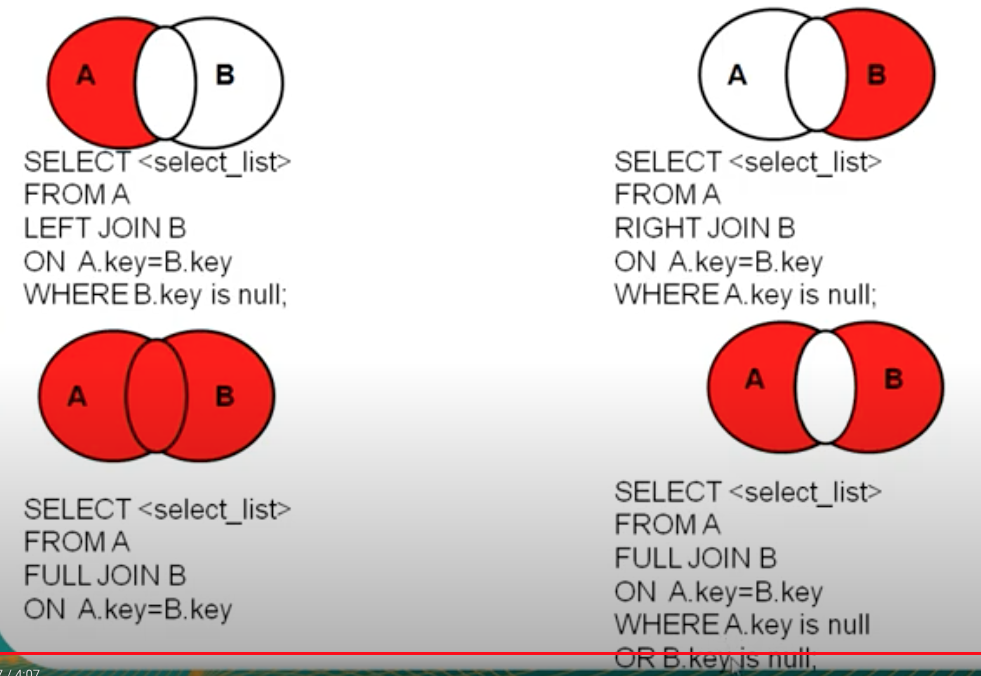 A B
SELECT <select_list>
FROM A
LEFT JOIN B
ON A.key=B.key
WHERE B.key is null;
A B
SELECT <select_list>
FROM A
RIGHT JOIN B
ON A.key=B.key
WHERE A.key is null;
A B
SELECT <select_list>
FROM A
FULL JOIN B
ON A.key=B.key
A B
SELECT <select_list>
FROM A
FULL JOIN B
ON A.key=B.key
WHERE A.key is null
OR B.key is null;
/ 4:07